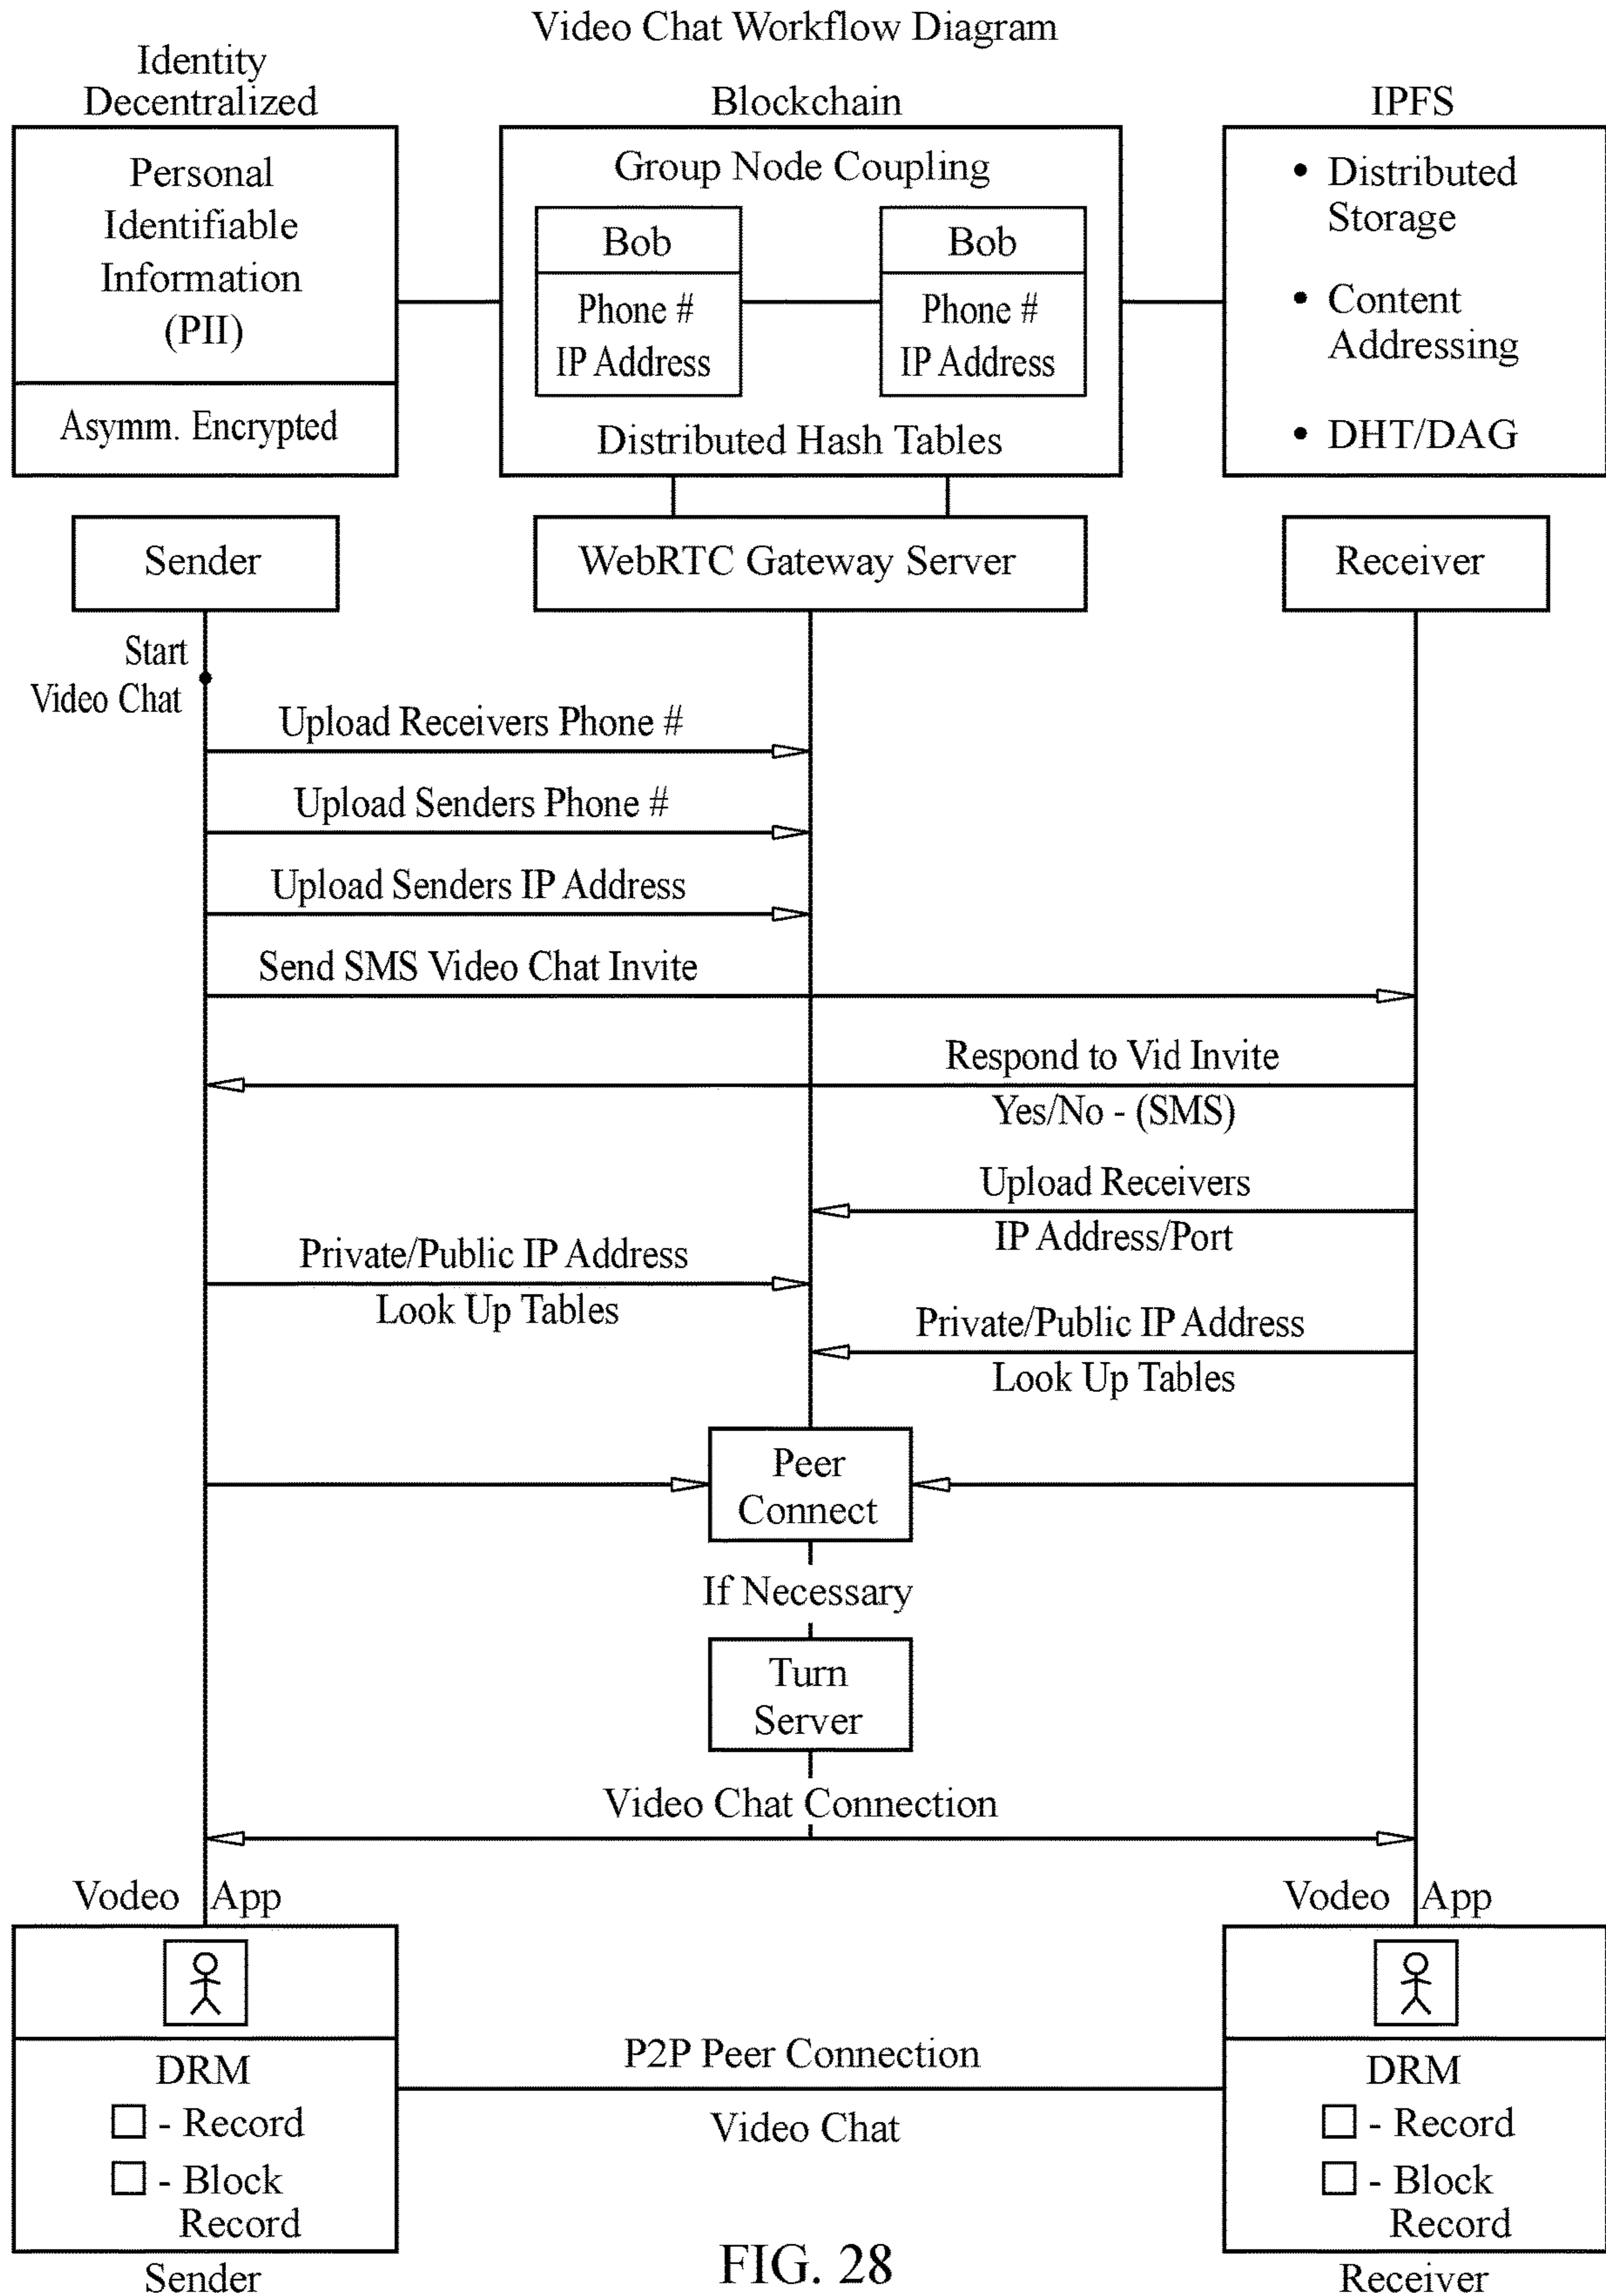 Video Chat Workflow Diagram
Identity
Decentralized
Blockchain
IPFS
Personal
Identifiable
Information
(PII)
Asymm. Encrypted
Group Node Coupling
Bob
Phone #
IP Address
Bob
Phone #
IP Address
Distributed Hash Tables
• Distributed
Storage
• Content
Addressing
• DHT/DAG
Sender
WebRTC Gateway Server
Receiver
Start
Video Chat
Upload Receivers Phone #
Upload Senders Phone #
Upload Senders IP Address
Send SMS Video Chat Invite
Respond to Vid Invite
Yes/No - (SMS)
Upload Receivers
IP Address/Port
Private/Public IP Address
Look Up Tables
Private/Public IP Address
Look Up Tables
Peer
Connect
If Necessary
Turn
Server
Video Chat Connection
Vodeo App
Vodeo App
DRM
- Record
- Block
Record
Sender
P2P Peer Connection
Video Chat
DRM
- Record
- Block
Record
Receiver
FIG. 28